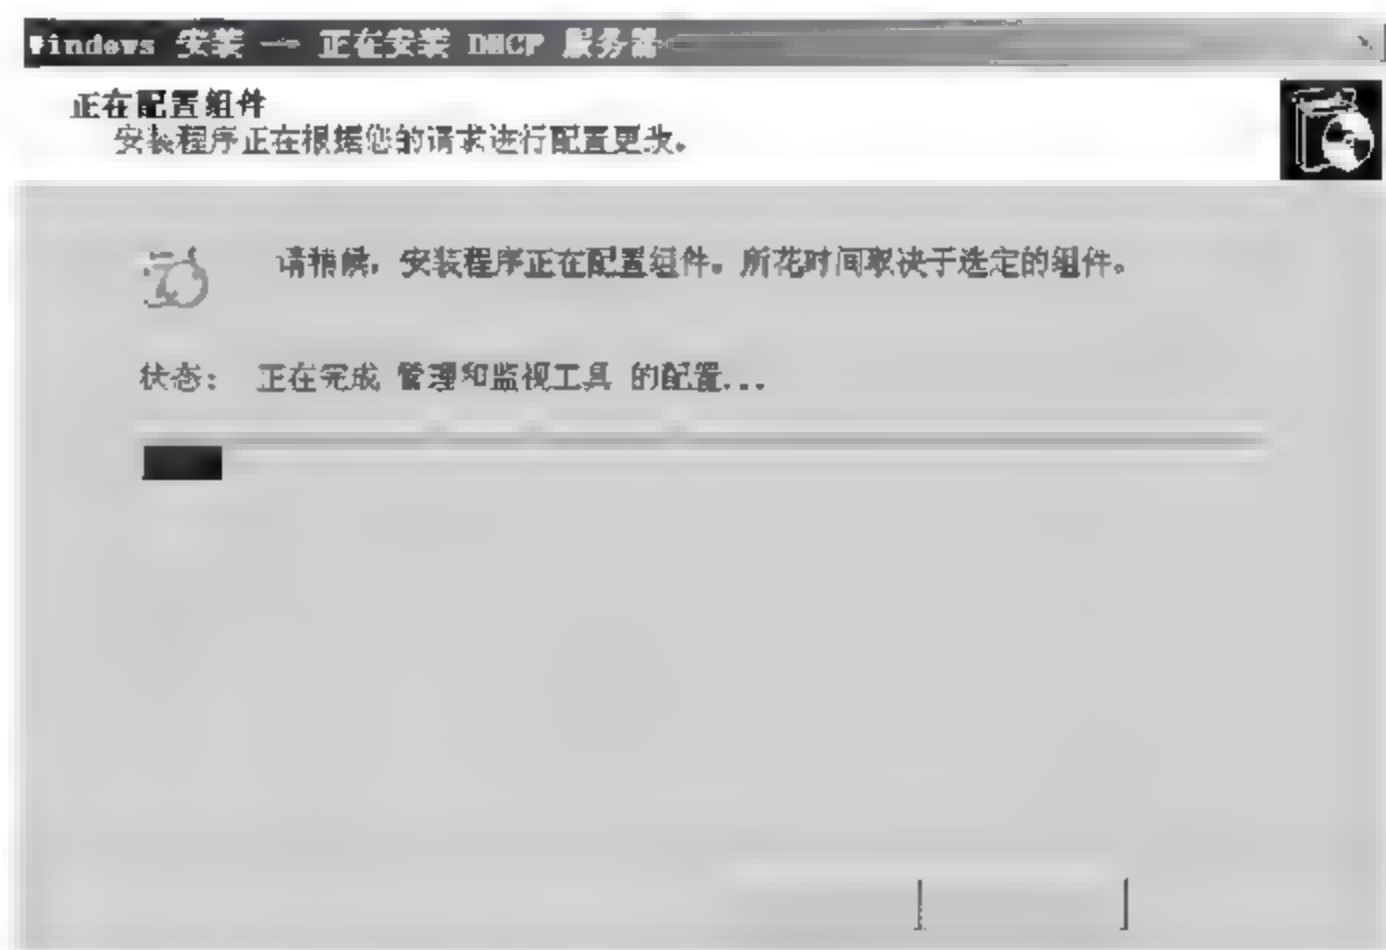 Windows 安装 — 正在安装 DHCP 服务器
正在配置组件
安装程序正在根据您的请求进行配置更改。
请稍候，安装程序正在配置组件。所花时间取决于选定的组件。
状态： 正在完成 管理和监视工具 的配置...